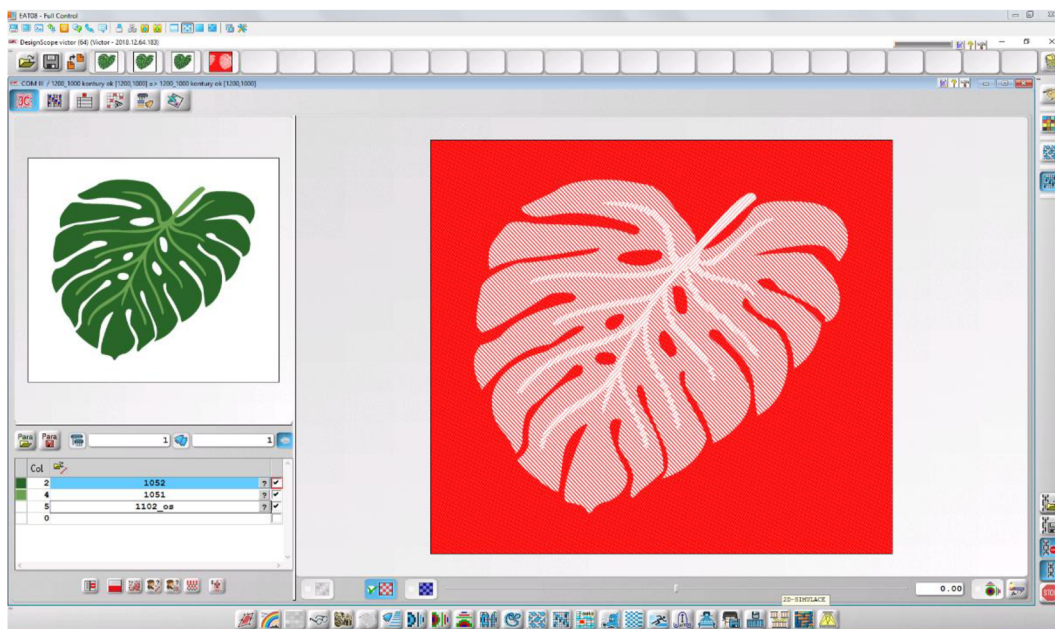 EAT08 - Full Control
DesignScope victor (64) (Victor - 2018.12.64.183)
COM III / 1200_1000 kontury ok [1200,1000] => 1200_1000 kontury ok [1200,1000]
3C
Para Para 1 1
Col
2 1052 ?
4 1051 ?
5 1102_os ?
0
0.00
STOP
2D-SIMULACE